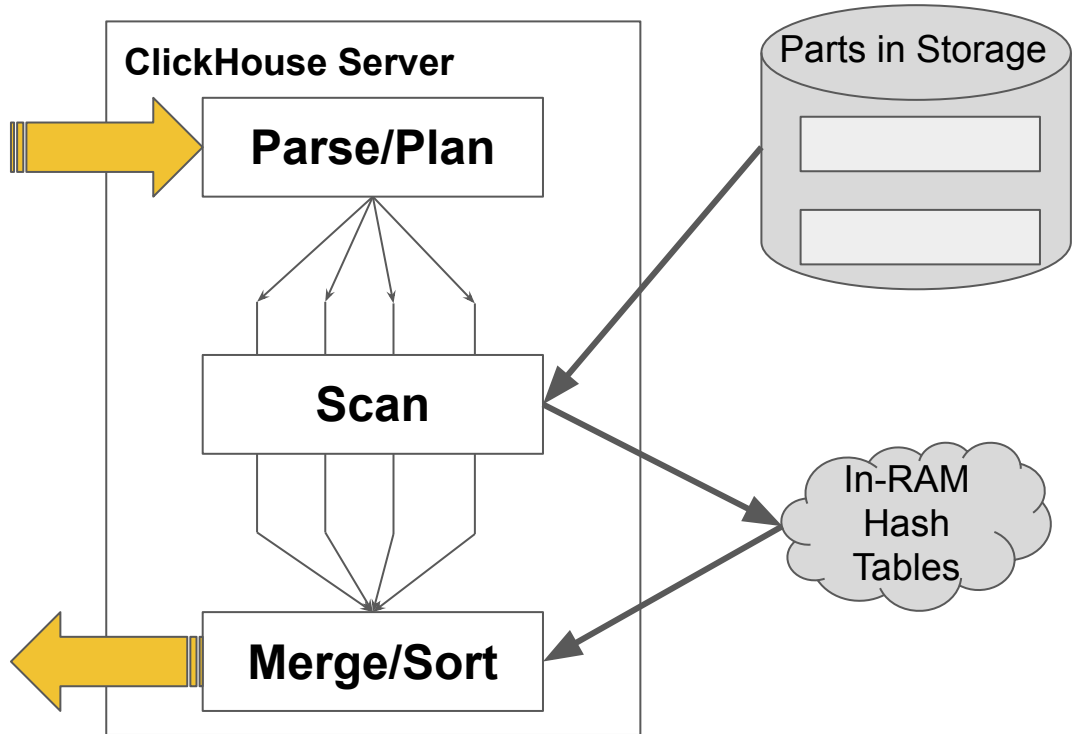 ClickHouse Server
Parts in Storage
Parse/Plan
Scan
In-RAM
Hash
Tables
Merge/Sort